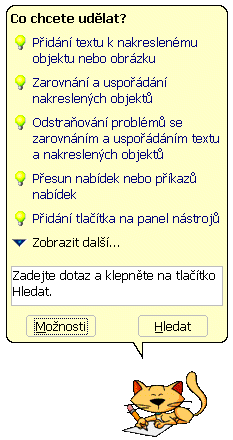 Co chcete udělat?
Přidání textu k nakreslenému
objektu nebo obrázku
Zarovnání a uspořádání
nakreslených objektů
Odstraňování problémů se
zarovnáním a uspořádáním textu
a nakreslených objektů
Přesun nabídek nebo příkazů
nabídek
Přidání tlačítka na panel nástrojů
Zobrazit další...
Zadejte dotaz a klepněte na tlačítko
Hledat.
Možnosti
Hledat